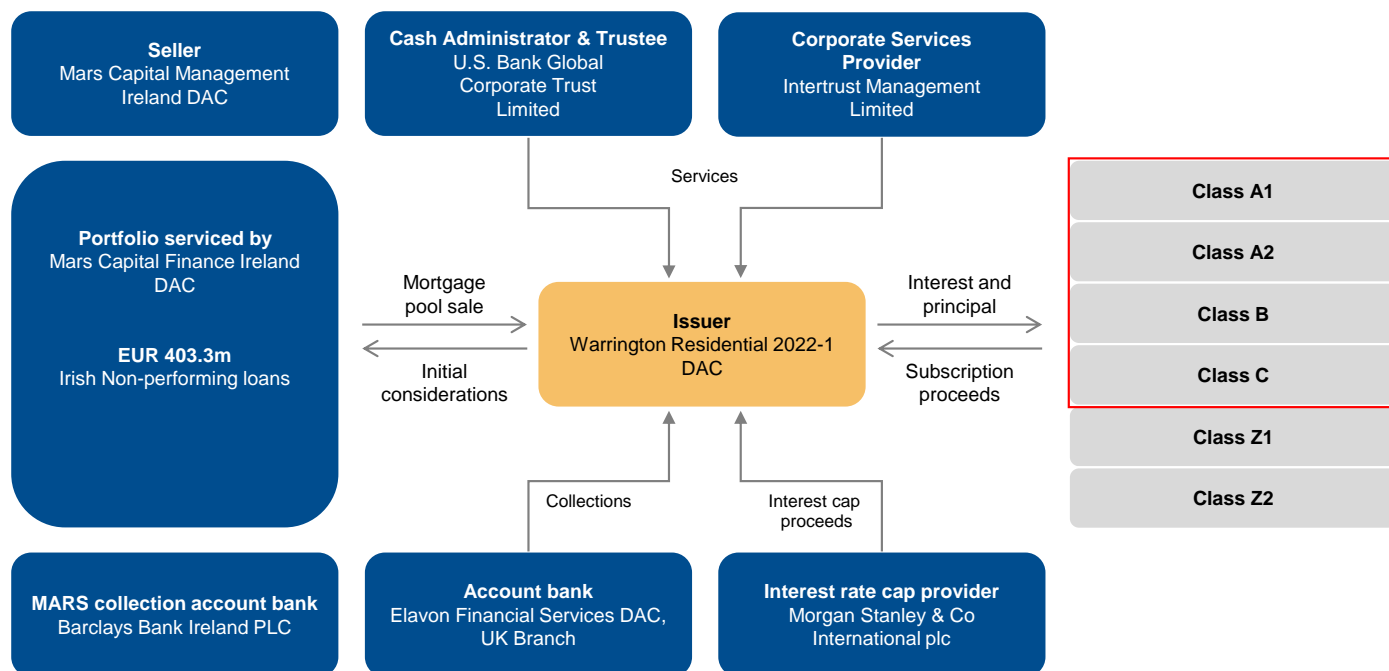 Seller
Mars Capital Management
Ireland DAC
Cash Administrator & Trustee
U.S. Bank Global
Corporate Trust
Limited
Corporate Services
Provider
Intertrust Management
Limited
Services
Portfolio serviced by
Mars Capital Finance Ireland
DAC
EUR 403.3m
Irish Non-performing loans
Mortgage
pool sale
Initial
considerations
Issuer
Warrington Residential 2022-1
DAC
Interest and
principal
Subscription
proceeds
Class A1
Class A2
Class B
Class C
Class Z1
Class Z2
Collections
Interest cap
proceeds
MARS collection account bank
Barclays Bank Ireland PLC
Account bank
Elavon Financial Services DAC,
UK Branch
Interest rate cap provider
Morgan Stanley & Co
International plc